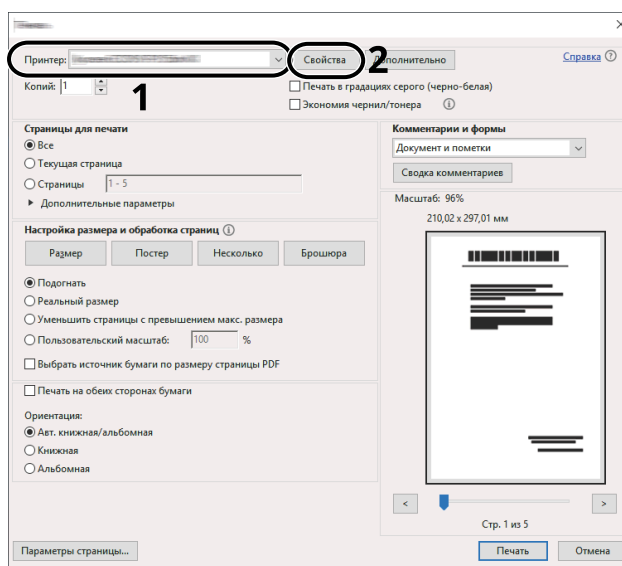 Принтер:
Свойства
2
Дополнительно
Справка
Копий: 1
1
Печать в градациях серого (черно-белая)
Экономия чернил/тонера
Страницы для печати
Все
Текущая страница
Страницы 1 - 5
Дополнительные параметры
Комментарии и формы
Документ и пометки
Сводка комментариев
Масштаб: 96%
210,02 x 297,01 мм
Настройка размера и обработка страниц
Размер
Постер
Несколько
Брошюра
Подогнать
Реальный размер
Уменьшить страницы с превышением макс. размера
Пользовательский масштаб: 100 %
Выбрать источник бумаги по размеру страницы PDF
Печать на обеих сторонах бумаги
Ориентация:
Авт. книжная/альбомная
Книжная
Альбомная
<
>
Стр. 1 из 5
Параметры страницы...
Печать
Отмена